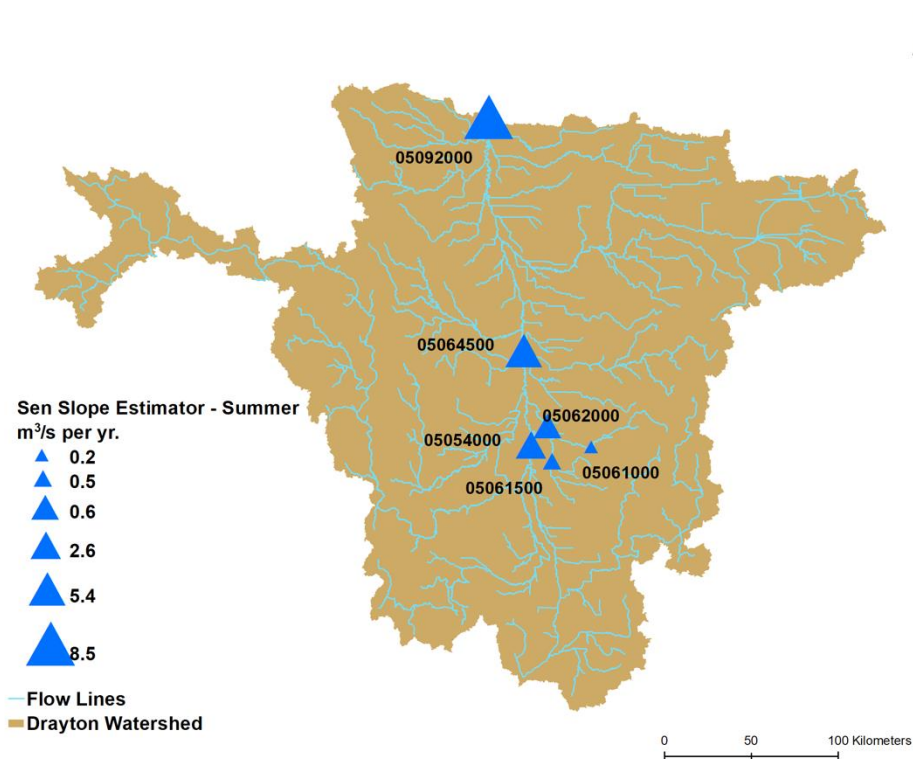 05092000
05064500
05062000
05054000
05061000
05061500
Sen Slope Estimator - Summer
m³/s per yr.
0.2
0.5
0.6
2.6
5.4
8.5
Flow Lines
Drayton Watershed
0 50 100 Kilometers